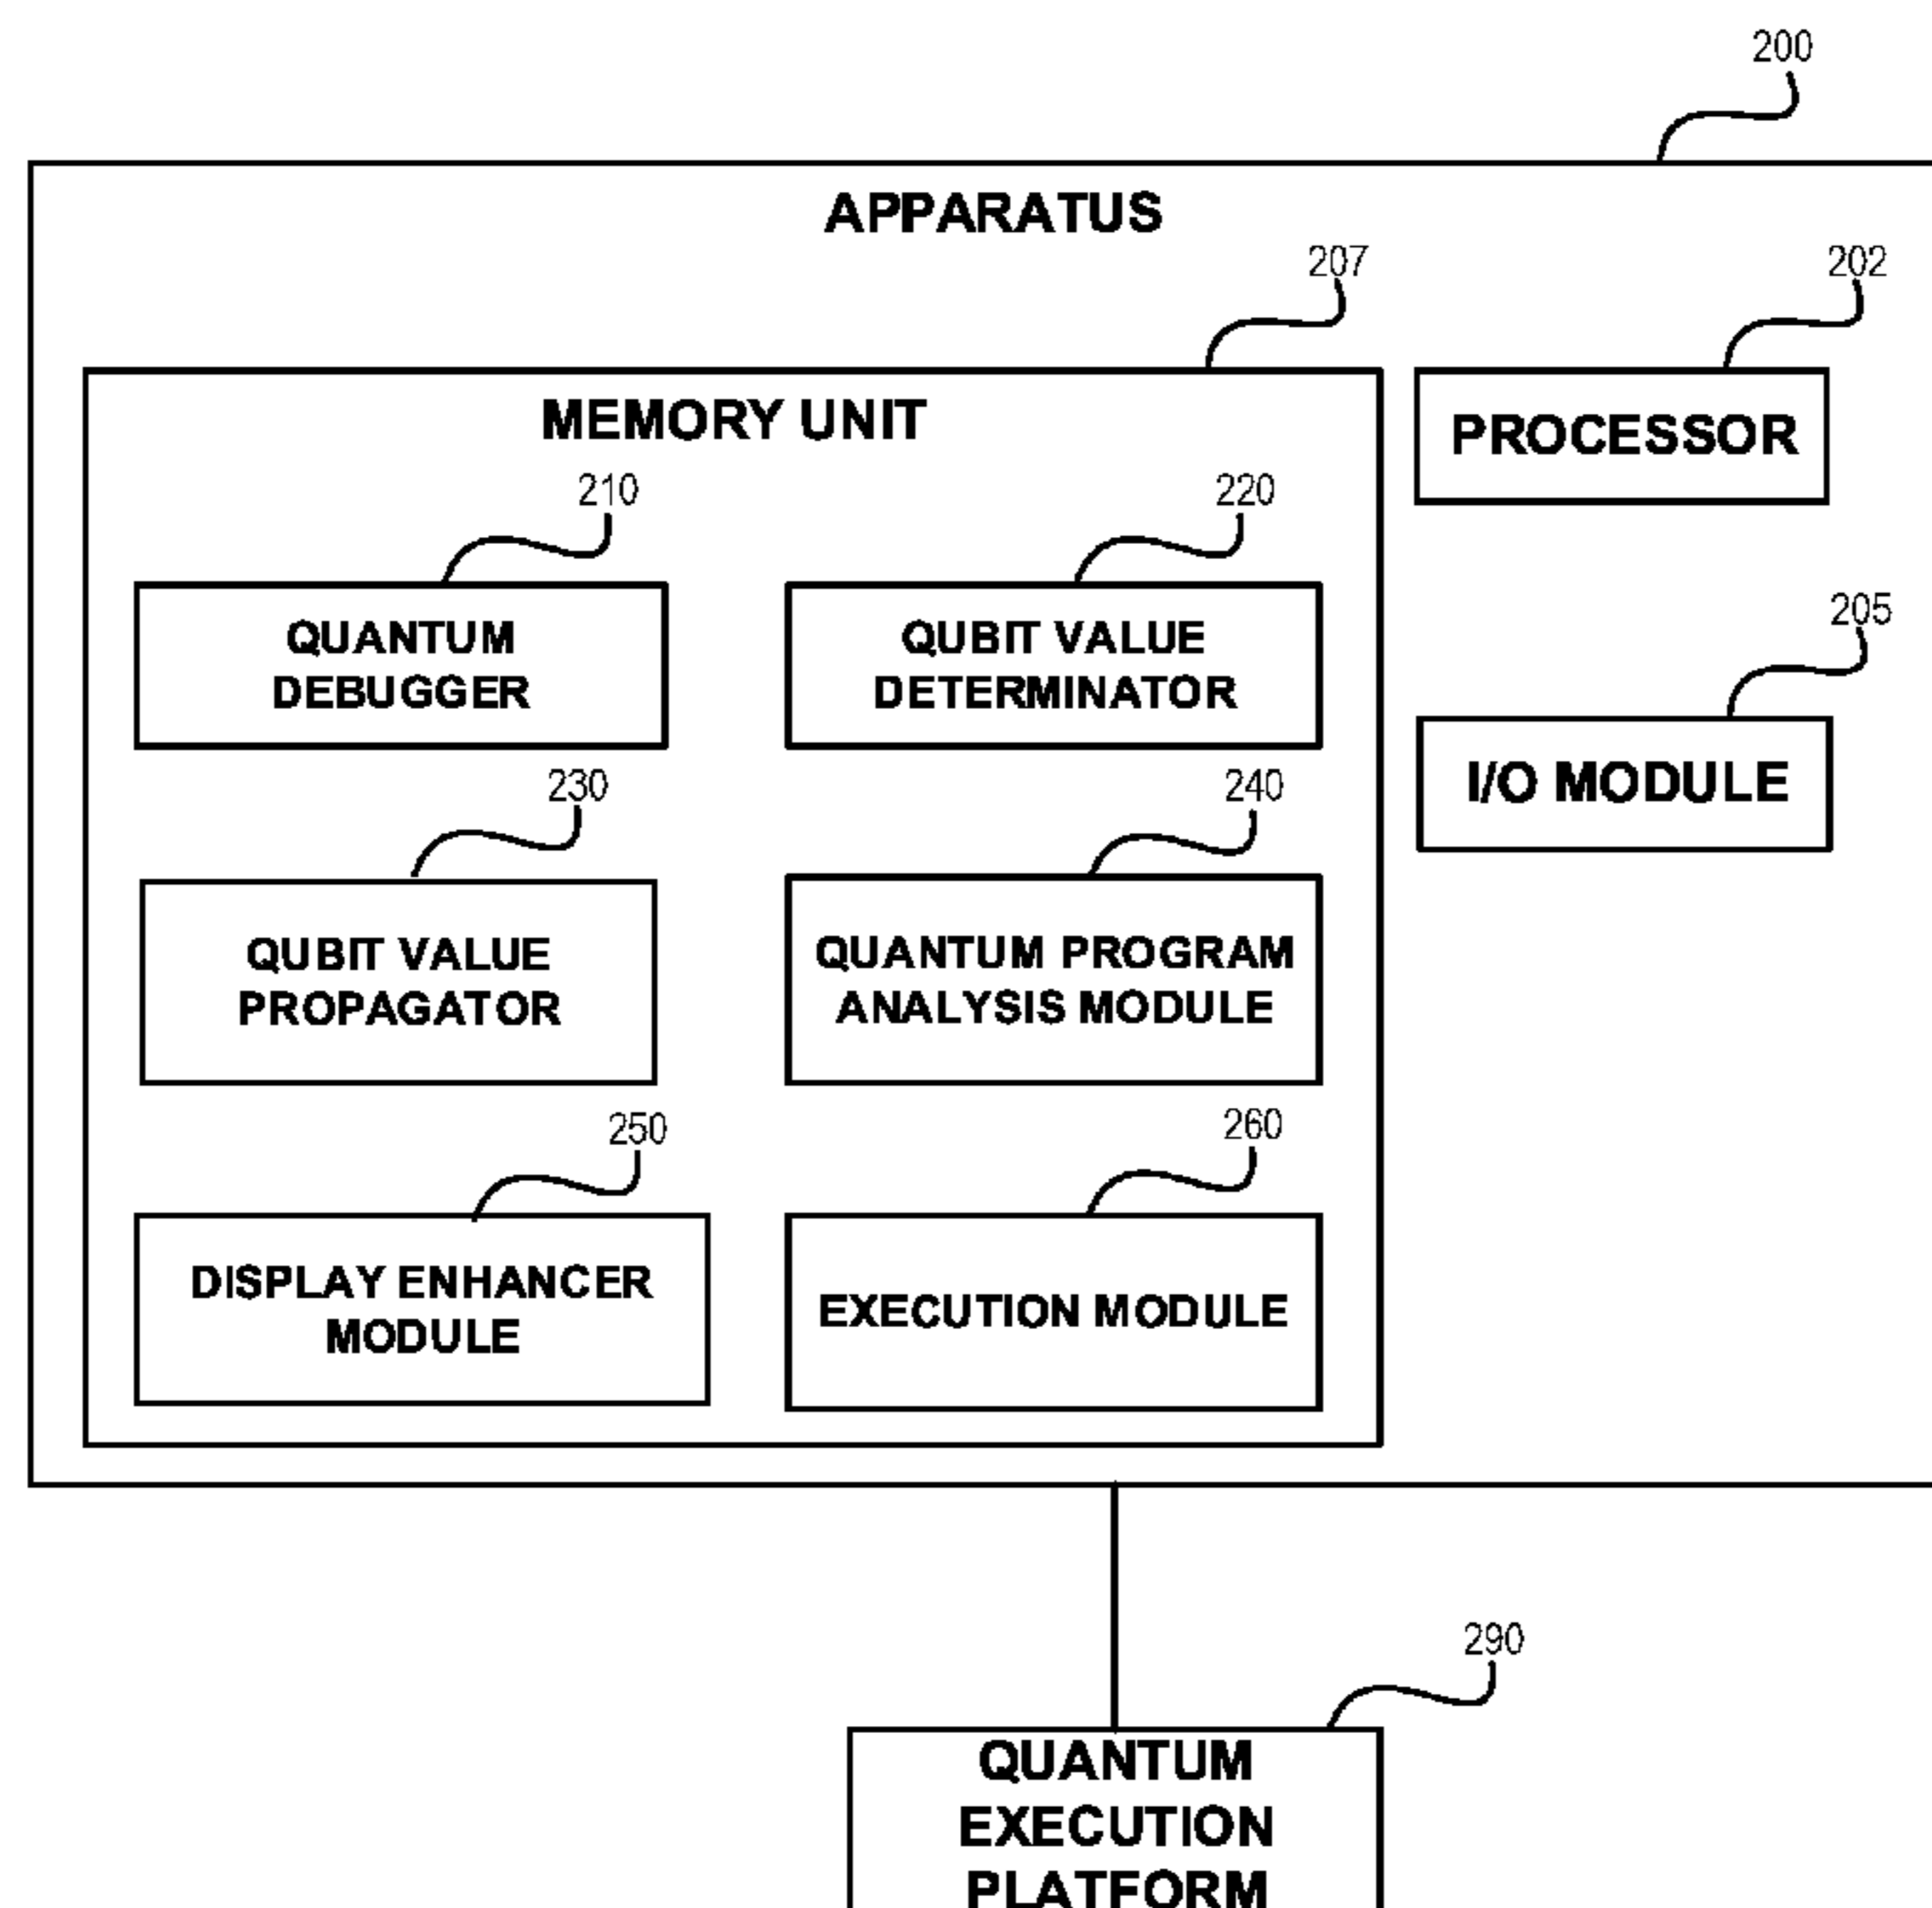 200
APPARATUS
207
202
MEMORY UNIT
PROCESSOR
210
220
QUANTUM
DEBUGGER
QUBIT VALUE
DETERMINATOR
205
I/O MODULE
230
240
QUBIT VALUE
PROPAGATOR
QUANTUM PROGRAM
ANALYSIS MODULE
250
260
DISPLAY ENHANCER
MODULE
EXECUTION MODULE
290
QUANTUM
EXECUTION
PLATFORM